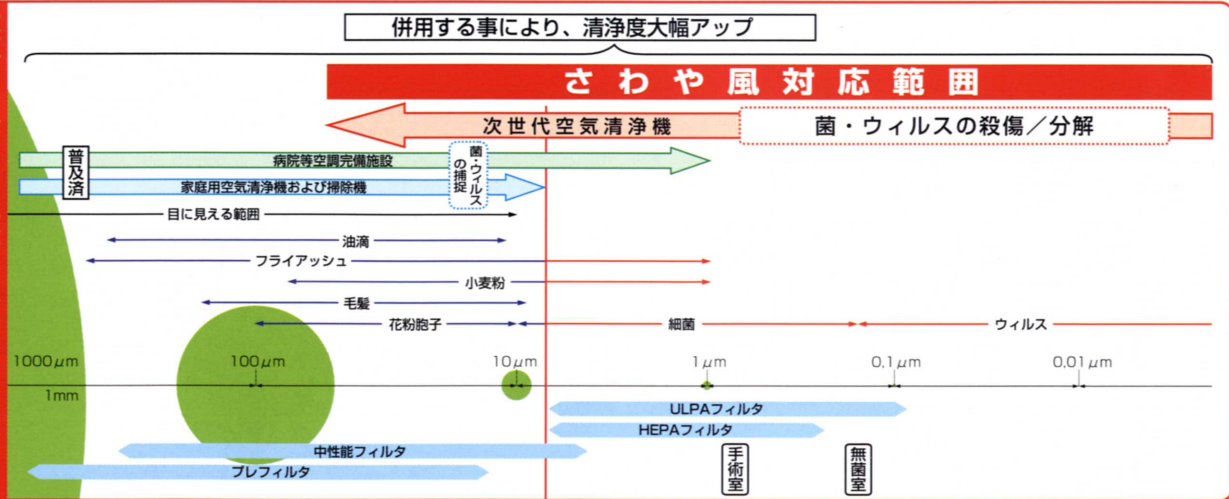 併用する事により、清浄度大幅アップ
さわや風対応範囲
次世代空気清浄機
菌・ウィルスの殺傷／分解
普及済
病院等空調完備施設
菌・ウィルスの捕捉
家庭用空気清浄機および掃除機
目に見える範囲
油滴
フライアッシュ
小麦粉
毛髪
花粉胞子
細菌
ウィルス
1000μm
100μm
10μm
1μm
0.1μm
0.01μm
1mm
ULPAフィルタ
HEPAフィルタ
中性能フィルタ
プレフィルタ
手術室
無菌室